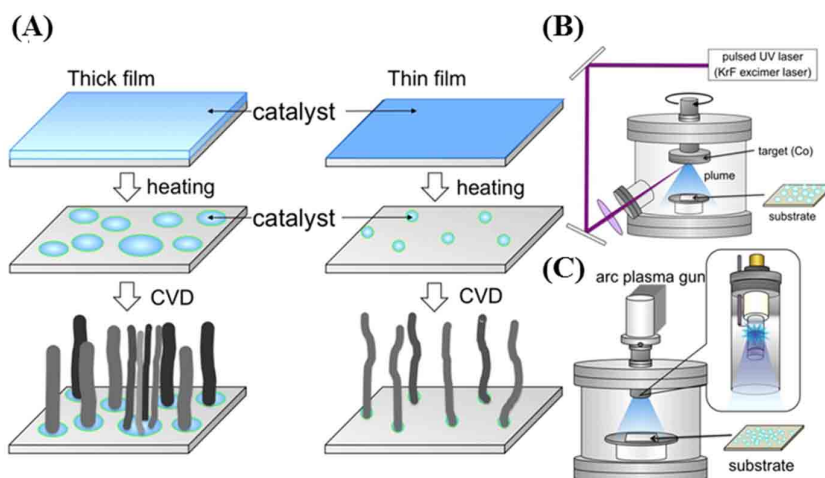 (A)
Thick film
Thin film
catalyst
heating
heating
catalyst
CVD
CVD
(B)
pulsed UV laser
(KrF excimer laser)
target (Co)
plume
substrate
(C)
arc plasma gun
substrate